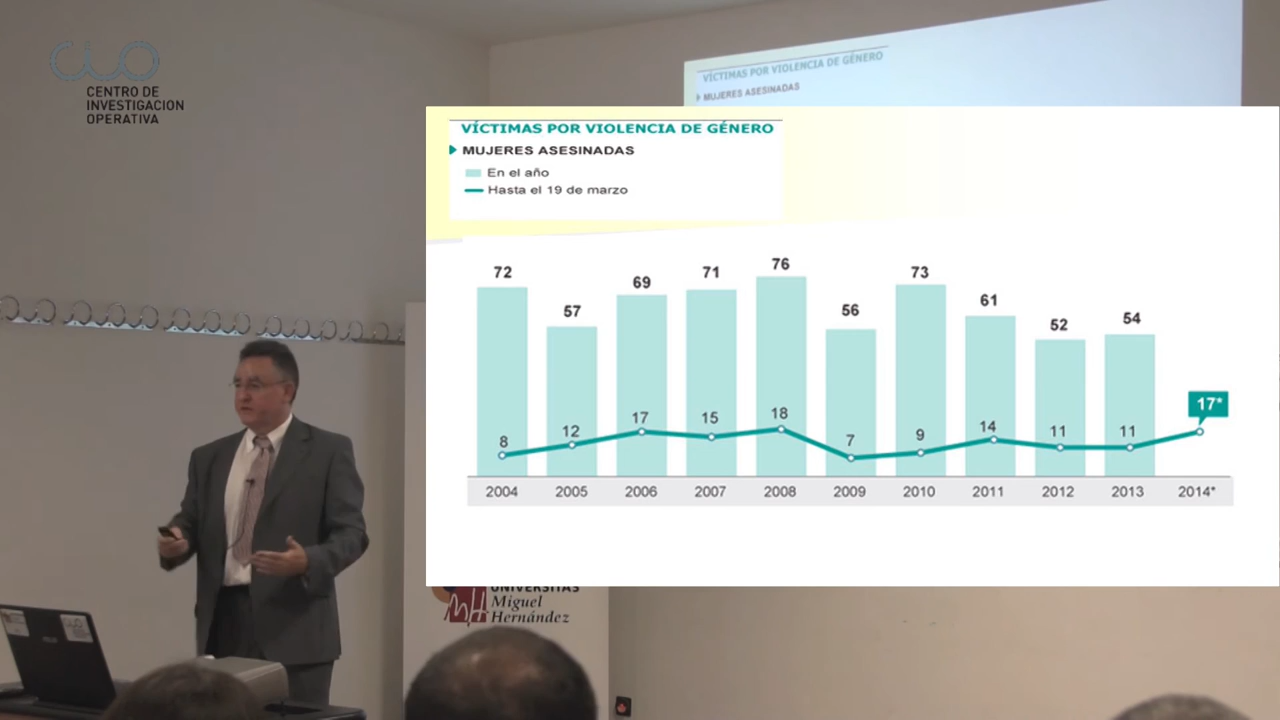 CIO
CENTRO DE
INVESTIGACION
OPERATIVA
VÍCTIMAS POR VIOLENCIA DE GÉNERO
MUJERES ASESINADAS
VÍCTIMAS POR VIOLENCIA DE GÉNERO
MUJERES ASESINADAS
En el año
Hasta el 19 de marzo
72 57 69 71 76 56 73 61 52 54
8 12 17 15 18 7 9 14 11 11 17*
2004 2005 2006 2007 2008 2009 2010 2011 2012 2013 2014*
UNIVERSITAS
Miguel
Hernández